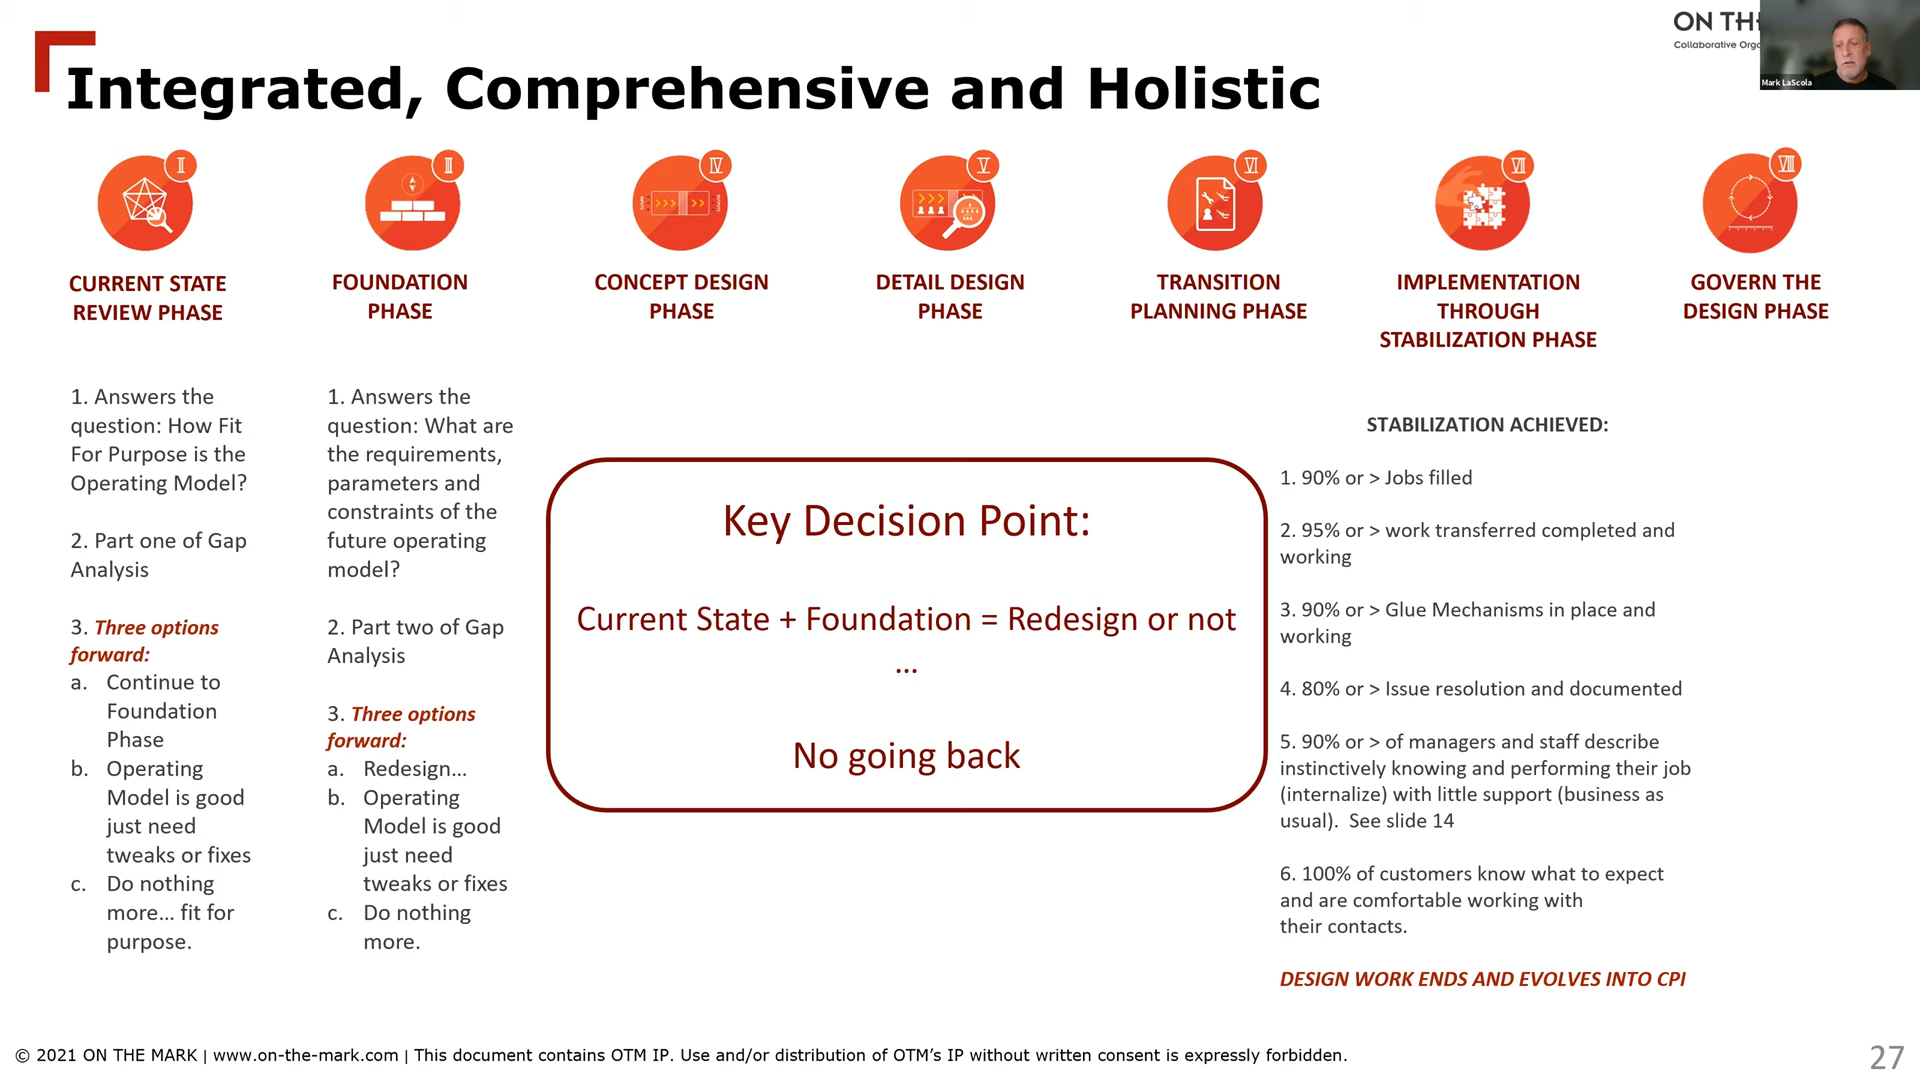 ON THE
Collaborative Orga
Mark LaScola
Integrated, Comprehensive and Holistic
II
III
IV
V
VI
VII
VIII
CURRENT STATE
REVIEW PHASE
FOUNDATION
PHASE
CONCEPT DESIGN
PHASE
DETAIL DESIGN
PHASE
TRANSITION
PLANNING PHASE
IMPLEMENTATION
THROUGH
STABILIZATION PHASE
GOVERN THE
DESIGN PHASE
1. Answers the
question: How Fit
For Purpose is the
Operating Model?
2. Part one of Gap
Analysis
3. Three options
forward:
a. Continue to
Foundation
Phase
b. Operating
Model is good
just need
tweaks or fixes
c. Do nothing
more... fit for
purpose.
1. Answers the
question: What are
the requirements,
parameters and
constraints of the
future operating
model?
2. Part two of Gap
Analysis
3. Three options
forward:
a. Redesign...
b. Operating
Model is good
just need
tweaks or fixes
c. Do nothing
more.
Key Decision Point:
Current State + Foundation = Redesign or not
...
No going back
STABILIZATION ACHIEVED:
1. 90% or > Jobs filled
2. 95% or > work transferred completed and
working
3. 90% or > Glue Mechanisms in place and
working
4. 80% or > Issue resolution and documented
5. 90% or > of managers and staff describe
instinctively knowing and performing their job
(internalize) with little support (business as
usual). See slide 14
6. 100% of customers know what to expect
and are comfortable working with
their contacts.
DESIGN WORK ENDS AND EVOLVES INTO CPI
© 2021 ON THE MARK | www.on-the-mark.com | This document contains OTM IP. Use and/or distribution of OTM's IP without written consent is expressly forbidden.
27